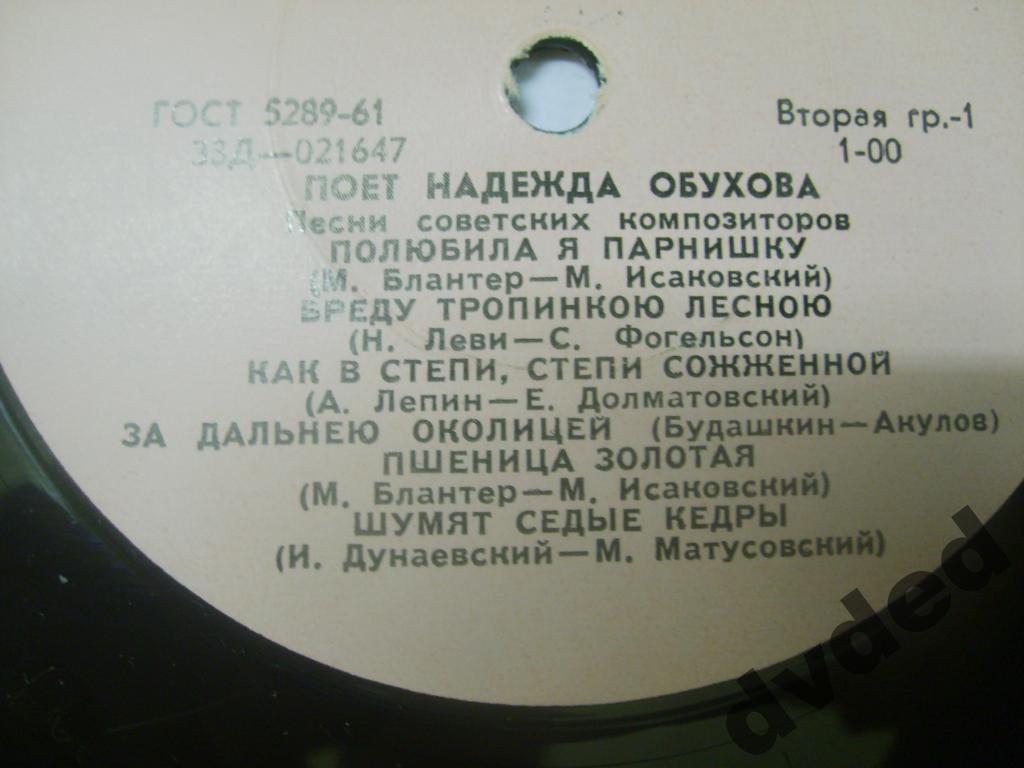 ГОСТ 5289-61
Вторая гр.-1
33Д—021647
1-00
ПОЕТ НАДЕЖДА ОБУХОВА
Песни советских композиторов
ПОЛЮБИЛА Я ПАРНИШКУ
(М. Блантер—М. Исаковский)
БРЕДУ ТРОПИНКОЮ ЛЕСНОЮ
(Н. Леви—С. Фогельсон)
КАК В СТЕПИ, СТЕПИ СОЖЖЕННОЙ
(А. Лепин—Е. Долматовский)
ЗА ДАЛЬНЕЮ ОКОЛИЦЕЙ (Будашкин—Акулов)
ПШЕНИЦА ЗОЛОТАЯ
(М. Блантер—М. Исаковский)
ШУМЯТ СЕДЫЕ КЕДРЫ
(И. Дунаевский—М. Матусовский)
dvded